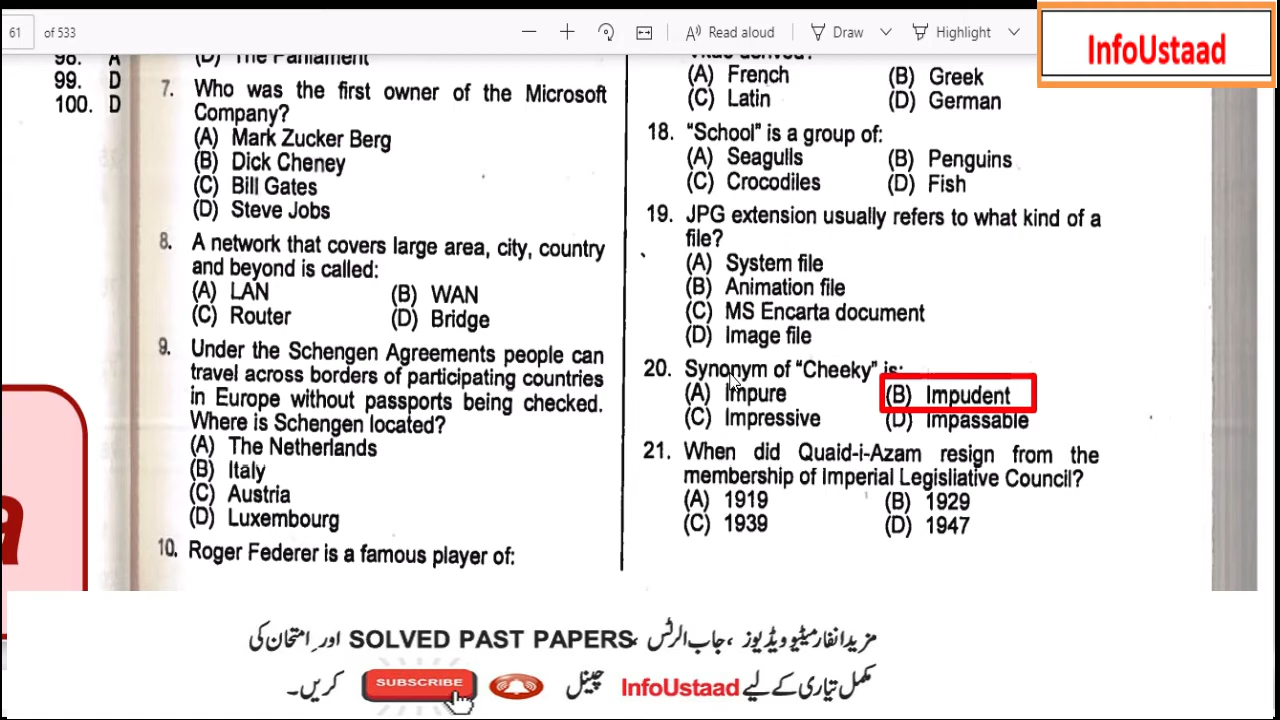 61 of 533
Read aloud
Draw
Highlight
InfoUstaad
98. A
99. D
100. D
(D) The Parliament
7. Who was the first owner of the Microsoft
Company?
(A) Mark Zucker Berg
(B) Dick Cheney
(C) Bill Gates
(D) Steve Jobs
8. A network that covers large area, city, country
and beyond is called:
(A) LAN (B) WAN
(C) Router (D) Bridge
9. Under the Schengen Agreements people can
travel across borders of participating countries
in Europe without passports being checked.
Where is Schengen located?
(A) The Netherlands
(B) Italy
(C) Austria
(D) Luxembourg
10. Roger Federer is a famous player of:
derived?
(A) French (B) Greek
(C) Latin (D) German
18. “School” is a group of:
(A) Seagulls (B) Penguins
(C) Crocodiles (D) Fish
19. JPG extension usually refers to what kind of a
file?
(A) System file
(B) Animation file
(C) MS Encarta document
(D) Image file
20. Synonym of “Cheeky” is:
(A) Impure (B) Impudent
(C) Impressive (D) Impassable
21. When did Quaid-i-Azam resign from the
membership of Imperial Legisliative Council?
(A) 1919 (B) 1929
(C) 1939 (D) 1947
مزید انفارمیٹیو ویڈیوز ،جاب الرٹس، SOLVED PAST PAPERS اور امتحان کی
مکمل تیاری کے لیے InfoUstaad چینل SUBSCRIBE کریں۔